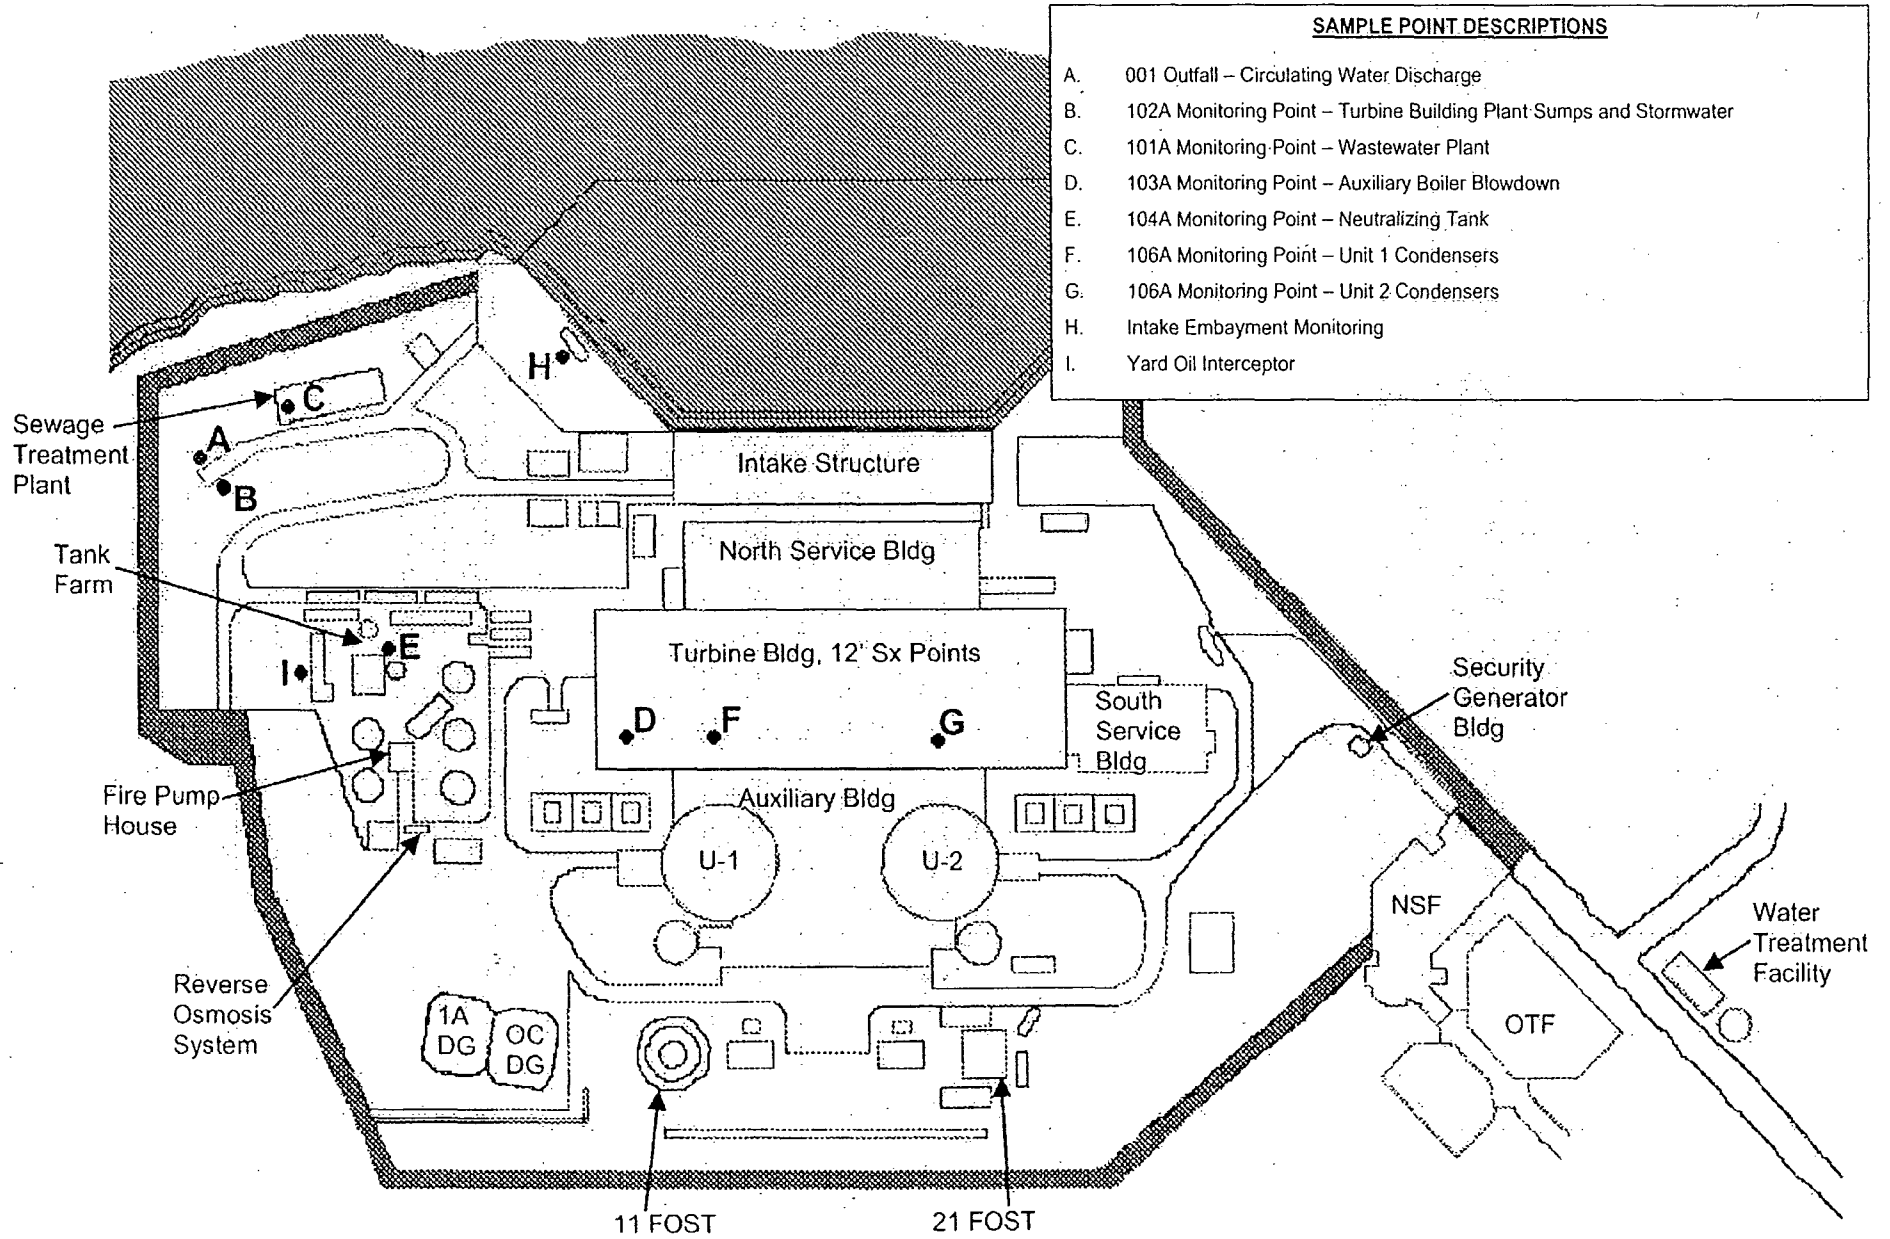 SAMPLE POINT DESCRIPTIONS
A. 001 Outfall – Circulating Water Discharge
B. 102A Monitoring Point – Turbine Building Plant Sumps and Stormwater
C. 101A Monitoring Point – Wastewater Plant
D. 103A Monitoring Point – Auxiliary Boiler Blowdown
E. 104A Monitoring Point – Neutralizing Tank
F. 106A Monitoring Point – Unit 1 Condensers
G. 106A Monitoring Point – Unit 2 Condensers
H. Intake Embayment Monitoring
I. Yard Oil Interceptor
H
C
Sewage
Treatment
Plant
A
B
Intake Structure
North Service Bldg
Tank
Farm
E
I
Turbine Bldg, 12' Sx Points
D
F
G
South
Service
Bldg
Security
Generator
Bldg
Fire Pump
House
Auxiliary Bldg
U-1
U-2
NSF
Water
Treatment
Facility
Reverse
Osmosis
System
1A
DG
OC
DG
OTF
11 FOST
21 FOST